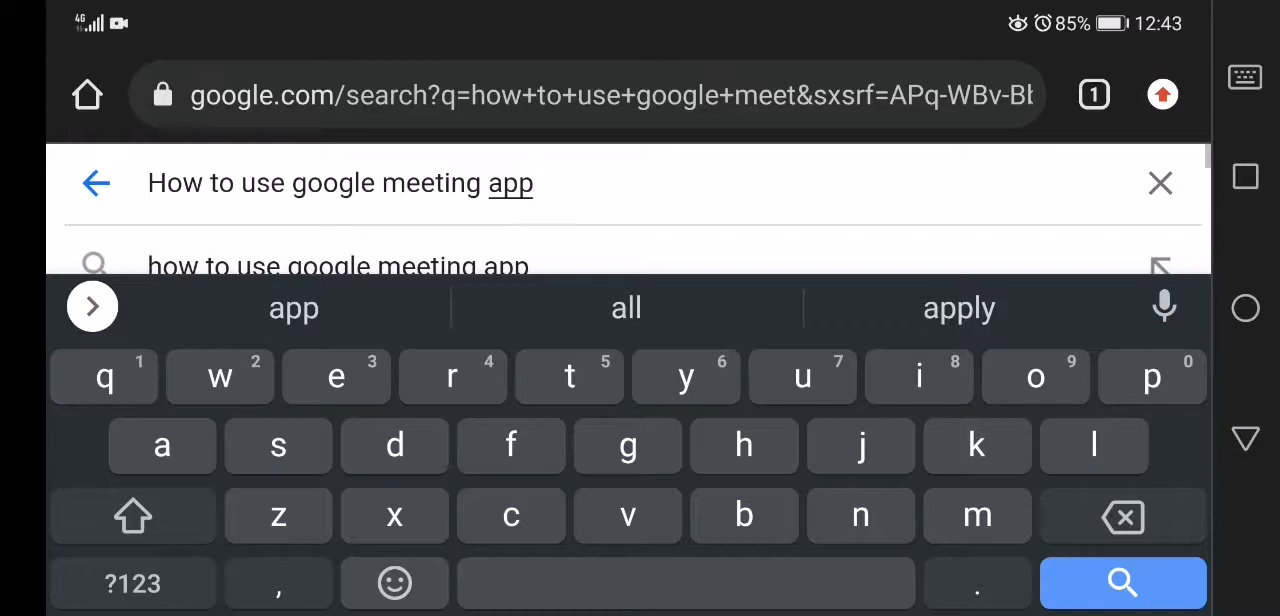 4G 85% 12:43
google.com/search?q=how+to+use+google+meet&sxsrf=APq-WBv-B
1
How to use google meeting app
how to use google meeting app
app all apply
q 1 w 2 e 3 r 4 t 5 y 6 u 7 i 8 o 9 p 0
a s d f g h j k l
z x c v b n m
?123 , .